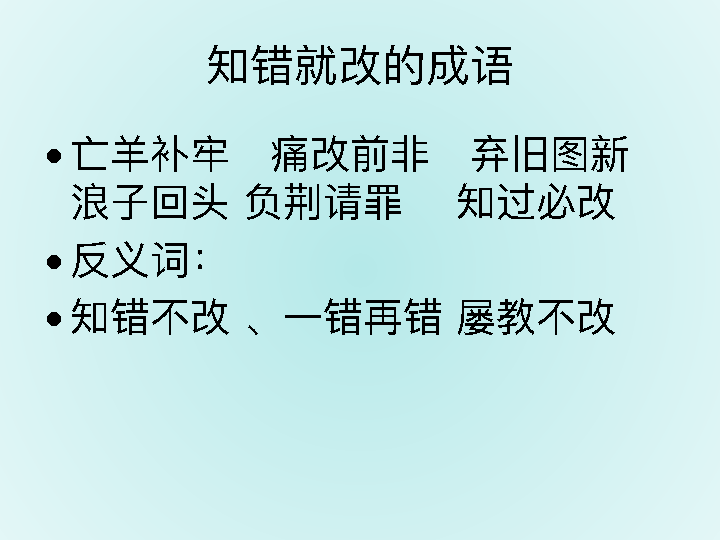 知错就改的成语
•亡羊补牢　痛改前非　弃旧图新
浪子回头 负荆请罪　 知过必改
•反义词：
•知错不改 、一错再错 屡教不改